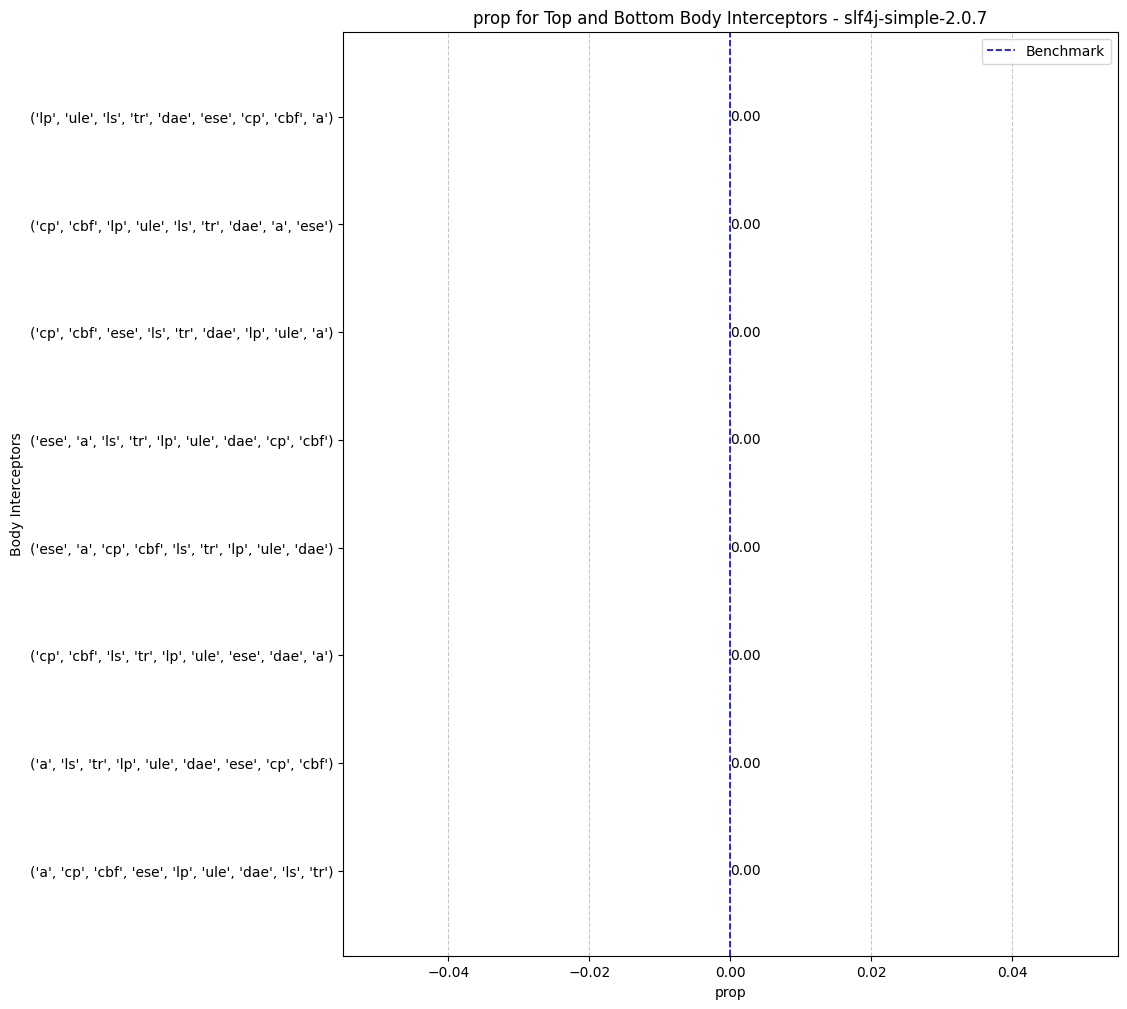 prop for Top and Bottom Body Interceptors - slf4j-simple-2.0.7
Benchmark
('lp', 'ule', 'ls', 'tr', 'dae', 'ese', 'cp', 'cbf', 'a')
0.00
('cp', 'cbf', 'lp', 'ule', 'ls', 'tr', 'dae', 'a', 'ese')
0.00
('cp', 'cbf', 'ese', 'ls', 'tr', 'dae', 'lp', 'ule', 'a')
0.00
('ese', 'a', 'ls', 'tr', 'lp', 'ule', 'dae', 'cp', 'cbf')
0.00
Body Interceptors
('ese', 'a', 'cp', 'cbf', 'ls', 'tr', 'lp', 'ule', 'dae')
0.00
('cp', 'cbf', 'ls', 'tr', 'lp', 'ule', 'ese', 'dae', 'a')
0.00
('a', 'ls', 'tr', 'lp', 'ule', 'dae', 'ese', 'cp', 'cbf')
0.00
('a', 'cp', 'cbf', 'ese', 'lp', 'ule', 'dae', 'ls', 'tr')
0.00
−0.04 −0.02 0.00 0.02 0.04
prop